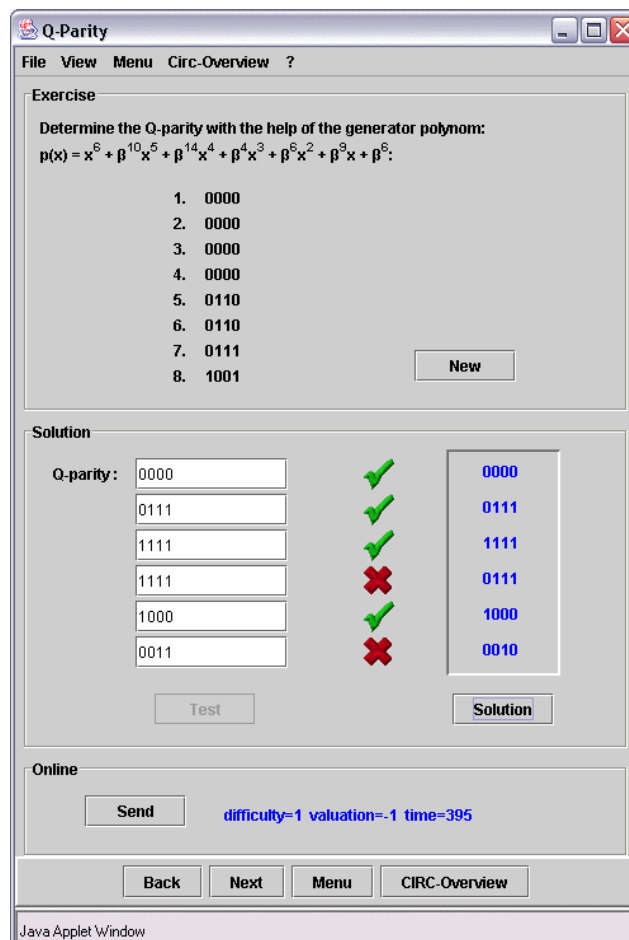 Q-Parity
File View Menu Circ-Overview ?
Exercise
Determine the Q-parity with the help of the generator polynom:
p(x) = x⁶ + β¹⁰x⁵ + β¹⁴x⁴ + β⁴x³ + β⁶x² + β⁹x + β⁶:
1. 0000
2. 0000
3. 0000
4. 0000
5. 0110
6. 0110
7. 0111
8. 1001
New
Solution
Q-parity: 0000 0000
0111 0111
1111 1111
1111 0111
1000 1000
0011 0010
Test Solution
Online
Send difficulty=1 valuation=-1 time=395
Back Next Menu CIRC-Overview
Java Applet Window